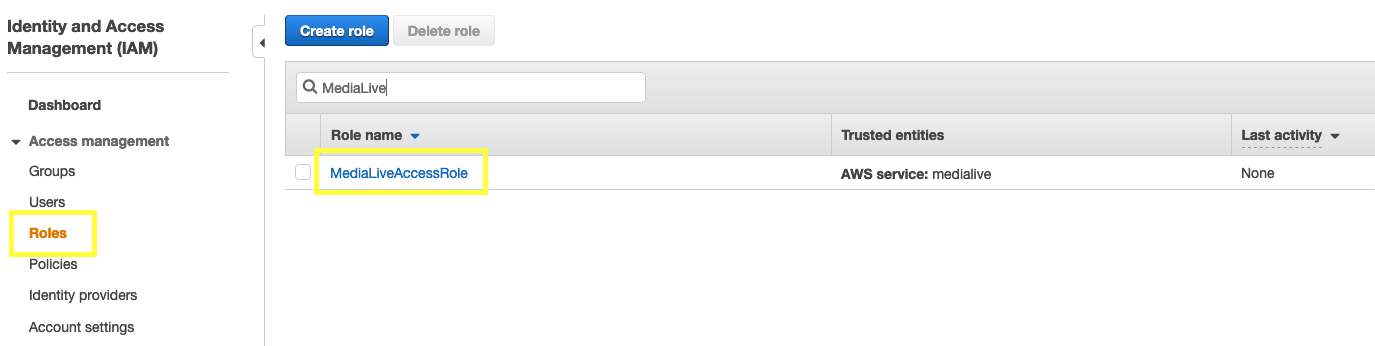 Identity and Access
Management (IAM)
Dashboard
Access management
Groups
Users
Roles
Policies
Identity providers
Account settings
Create role Delete role
MediaLive
Role name Trusted entities Last activity
MediaLiveAccessRole AWS service: medialive None